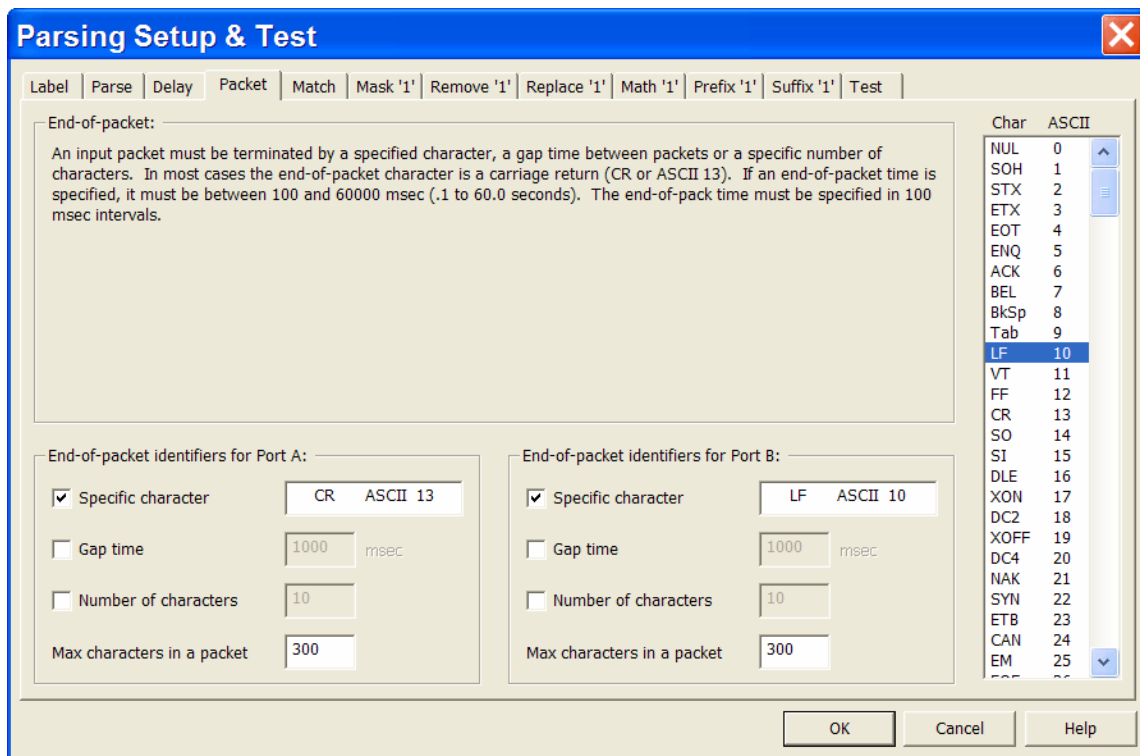 Parsing Setup & Test
Label Parse Delay Packet Match Mask '1' Remove '1' Replace '1' Math '1' Prefix '1' Suffix '1' Test
End-of-packet:
An input packet must be terminated by a specified character, a gap time between packets or a specific number of
characters. In most cases the end-of-packet character is a carriage return (CR or ASCII 13). If an end-of-packet time is
specified, it must be between 100 and 60000 msec (.1 to 60.0 seconds). The end-of-pack time must be specified in 100
msec intervals.
End-of-packet identifiers for Port A:
Specific character CR ASCII 13
Gap time 1000 msec
Number of characters 10
Max characters in a packet 300
End-of-packet identifiers for Port B:
Specific character LF ASCII 10
Gap time 1000 msec
Number of characters 10
Max characters in a packet 300
Char ASCII
NUL 0
SOH 1
STX 2
ETX 3
EOT 4
ENQ 5
ACK 6
BEL 7
BkSp 8
Tab 9
LF 10
VT 11
FF 12
CR 13
SO 14
SI 15
DLE 16
XON 17
DC2 18
XOFF 19
DC4 20
NAK 21
SYN 22
ETB 23
CAN 24
EM 25
OK Cancel Help